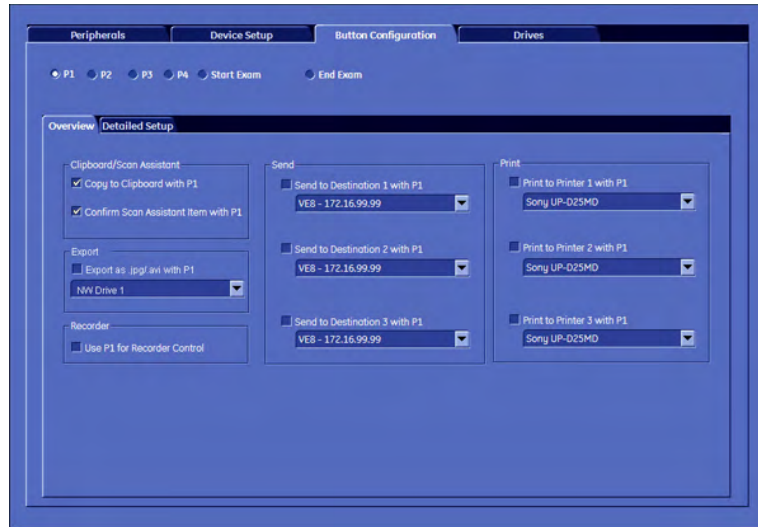 Peripherals Device Setup Button Configuration Drives
P1 P2 P3 P4 Start Exam End Exam
Overview Detailed Setup
Clipboard/Scan Assistant
Copy to Clipboard with P1
Confirm Scan Assistant Item with P1
Export
Export as .jpg/.avi with P1
NW Drive 1
Recorder
Use P1 for Recorder Control
Send
Send to Destination 1 with P1
VE8 - 172.16.99.99
Send to Destination 2 with P1
VE8 - 172.16.99.99
Send to Destination 3 with P1
VE8 - 172.16.99.99
Print
Print to Printer 1 with P1
Sony UP-D25MD
Print to Printer 2 with P1
Sony UP-D25MD
Print to Printer 3 with P1
Sony UP-D25MD